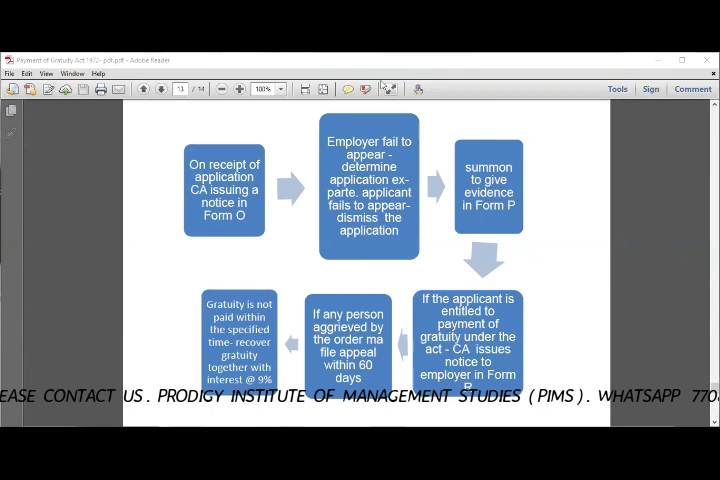 Payment of Gratuity Act 1972- pdf.pdf - Adobe Reader
File Edit View Window Help
13 / 14 100% Tools Sign Comment
On receipt of
application
CA issuing a
notice in
Form O
Employer fail to
appear -
determine
application ex-
parte. applicant
fails to appear-
dismiss the
application
summon
to give
evidence
in Form P
If the applicant is
entitled to
payment of
gratuity under the
act - CA issues
notice to
employer in Form
R
If any person
aggrieved by
the order ma
file appeal
within 60
days
Gratuity is not
paid within
the specified
time- recover
gratuity
together with
interest @ 9%
EASE CONTACT US. PRODIGY INSTITUTE OF MANAGEMENT STUDIES (PIMS). WHATSAPP 770